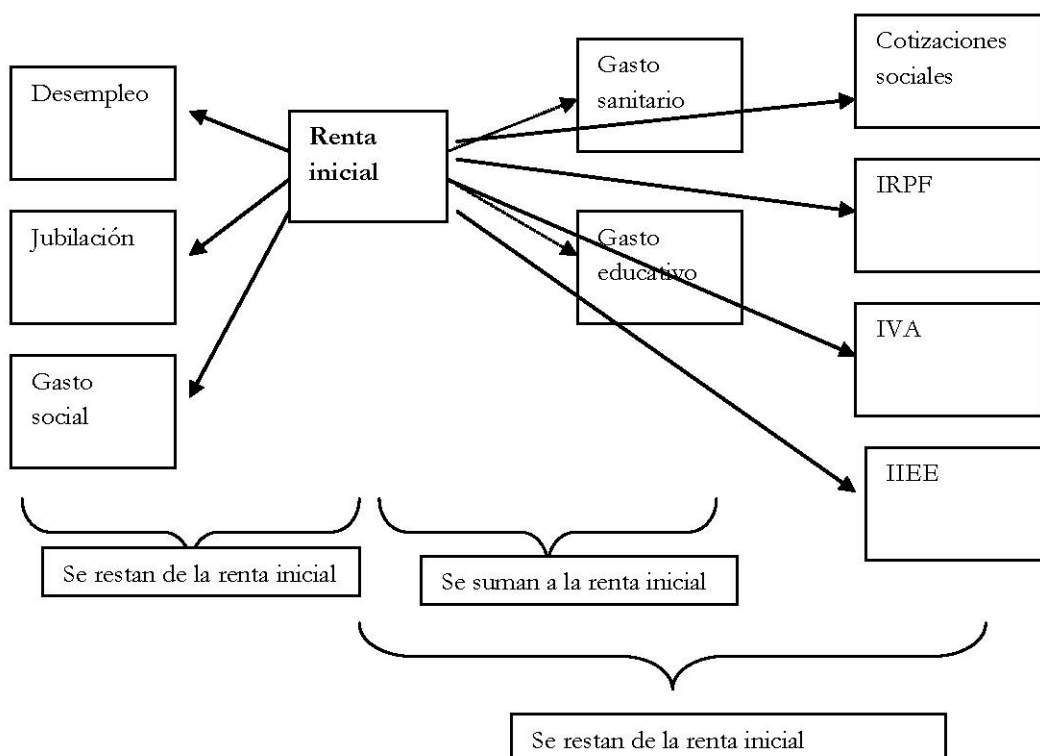 Desempleo
Jubilación
Gasto
social
Renta
inicial
Gasto
sanitario
Gasto
educativo
Cotizaciones
sociales
IRPF
IVA
IIEE
Se restan de la renta inicial
Se suman a la renta inicial
Se restan de la renta inicial